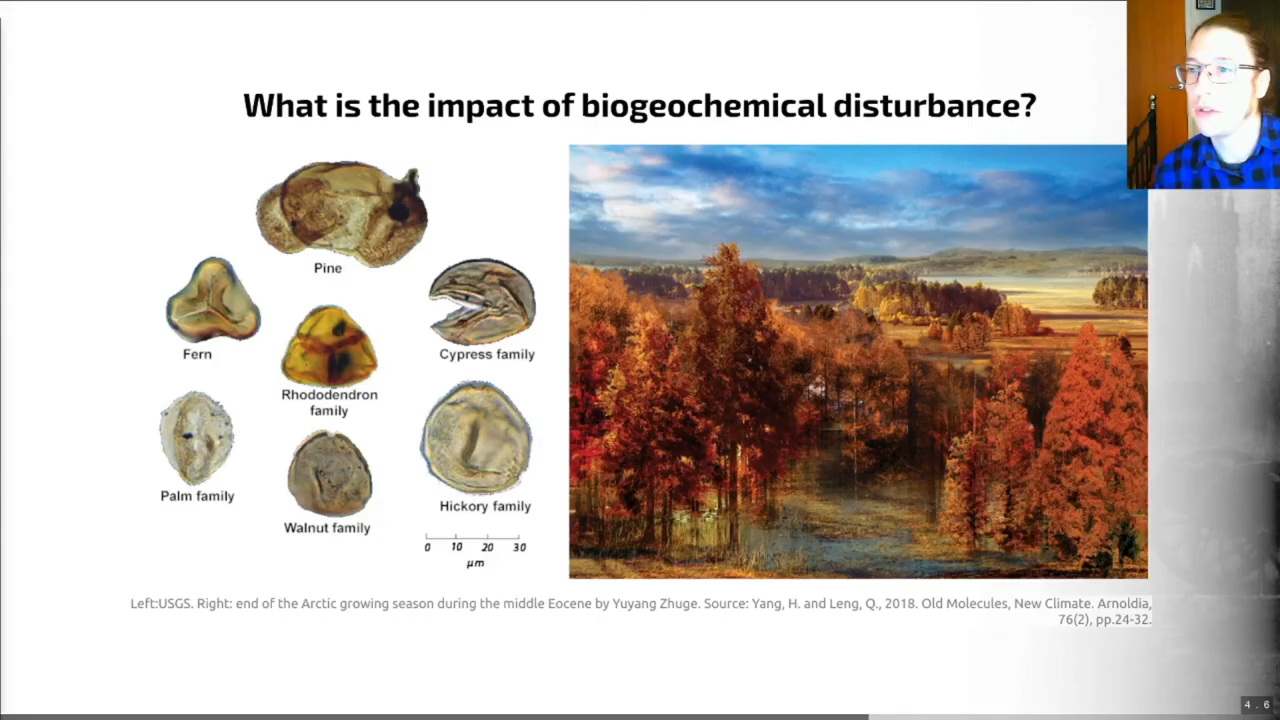 What is the impact of biogeochemical disturbance?
Pine
Fern
Cypress family
Rhododendron
family
Palm family
Hickory family
Walnut family
0 10 20 30
µm
Left:USGS. Right: end of the Arctic growing season during the middle Eocene by Yuyang Zhuge. Source: Yang, H. and Leng, Q., 2018. Old Molecules, New Climate. Arnoldia,
76(2), pp.24-32.
4 . 6